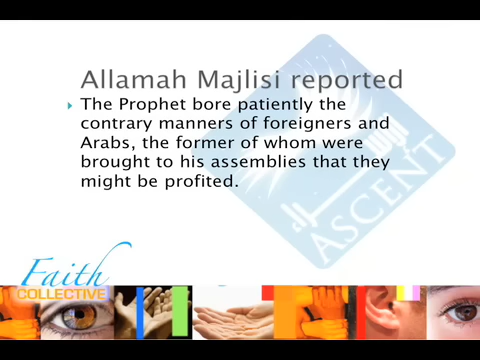 Allamah Majlisi reported
The Prophet bore patiently the
contrary manners of foreigners and
Arabs, the former of whom were
brought to his assemblies that they
might be profited.
ASCENT
Faith
COLLECTIVE